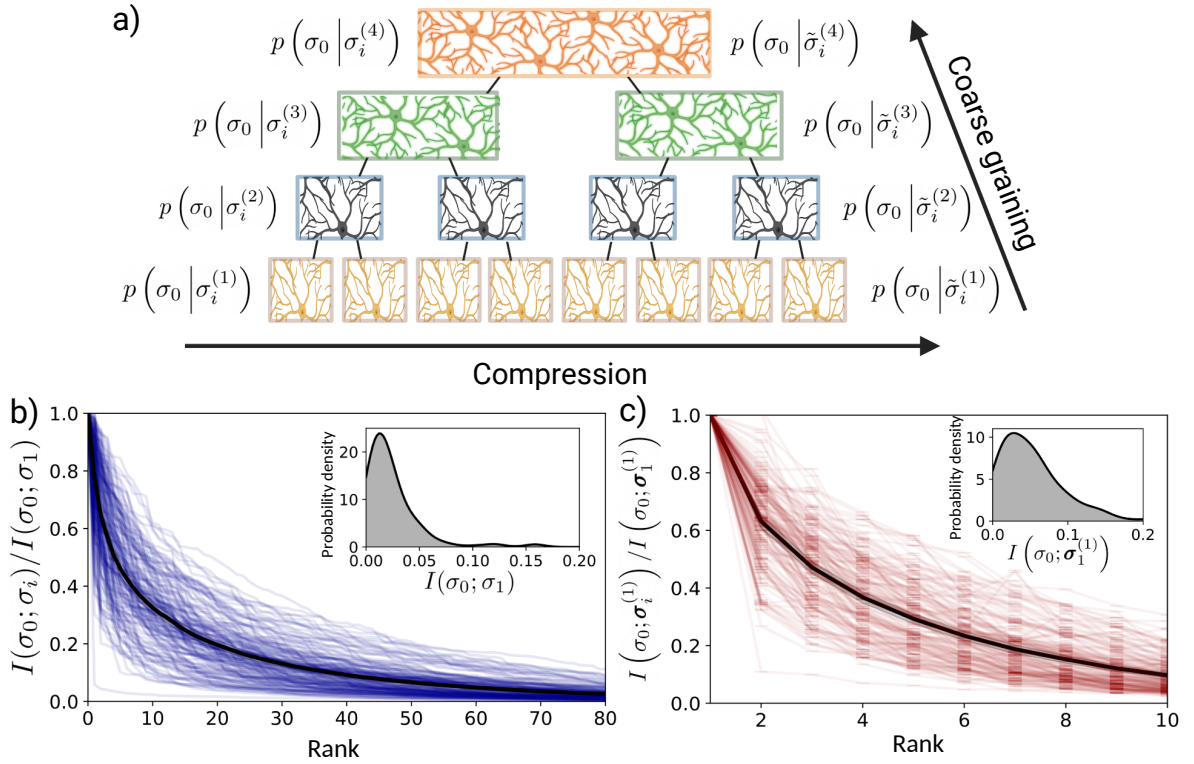 a)
p (σ₀ | σᵢ⁽⁴⁾) p (σ₀ | σ̃ᵢ⁽⁴⁾)
p (σ₀ | σᵢ⁽³⁾) p (σ₀ | σ̃ᵢ⁽³⁾)
p (σ₀ | σᵢ⁽²⁾) p (σ₀ | σ̃ᵢ⁽²⁾)
p (σ₀ | σᵢ⁽¹⁾) p (σ₀ | σ̃ᵢ⁽¹⁾)
Coarse graining
Compression
b)
I(σ₀; σᵢ)/I(σ₀; σ₁)
1.0
0.8
0.6
0.4
0.2
0.0
0 10 20 30 40 50 60 70 80
Rank
Probability density
20
10
0
0.00 0.05 0.10 0.15 0.20
I(σ₀; σ₁)
c)
I (σ₀; σᵢ⁽¹⁾) /I (σ₀; σ₁⁽¹⁾)
1.0
0.8
0.6
0.4
0.2
0.0
2 4 6 8 10
Rank
Probability density
10
5
0
0.0 0.1 0.2
I (σ₀; σ₁⁽¹⁾)